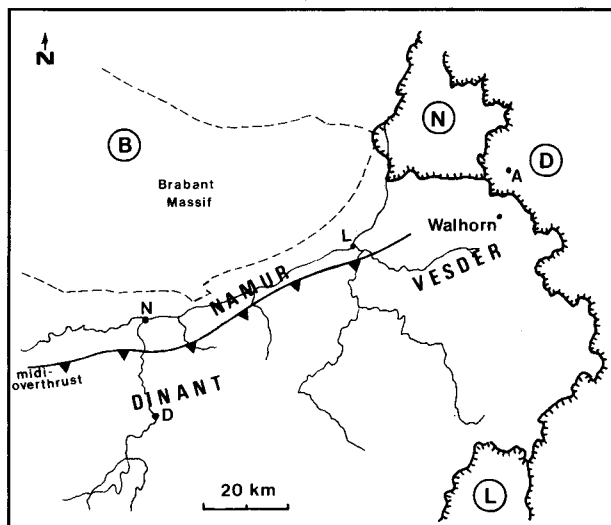 N
N
B
D
A
Brabant
Massif
Walhorn
L
VESDER
NAMUR
N
midi-
overthrust
DINANT
D
20 km
L